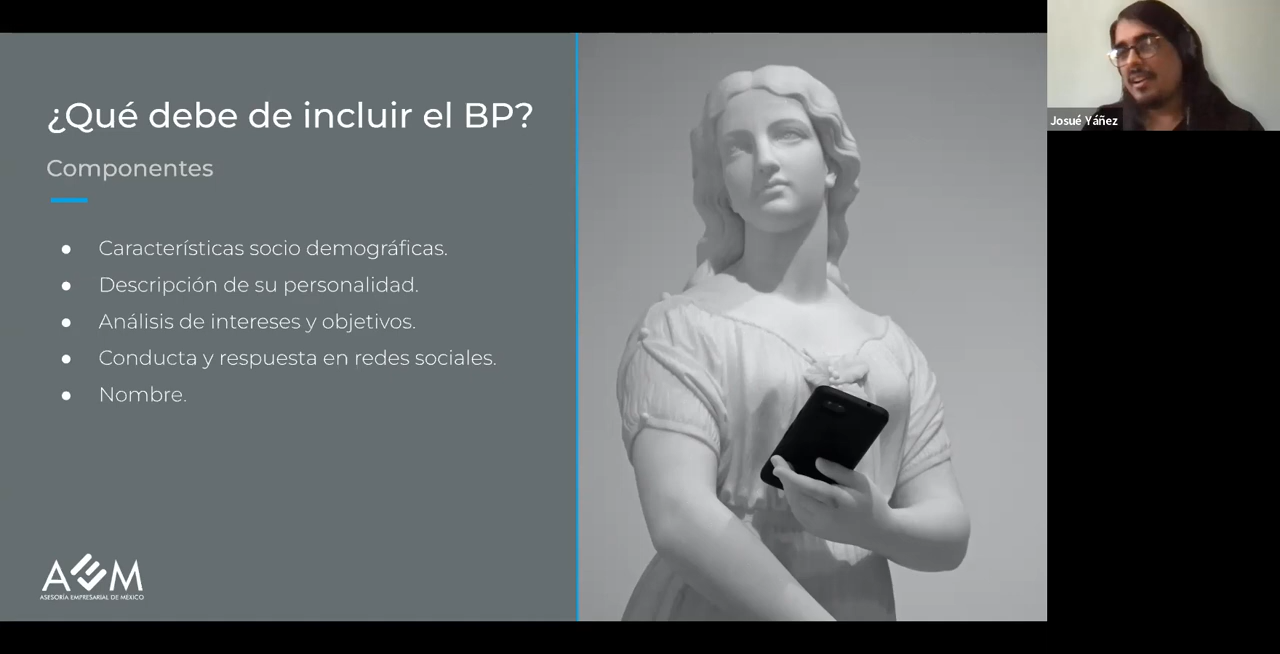 ¿Qué debe de incluir el BP?
Componentes
● Características socio demográficas.
● Descripción de su personalidad.
● Análisis de intereses y objetivos.
● Conducta y respuesta en redes sociales.
● Nombre.
AEM
ASESORÍA EMPRESARIAL DE MÉXICO
Josué Yáñez